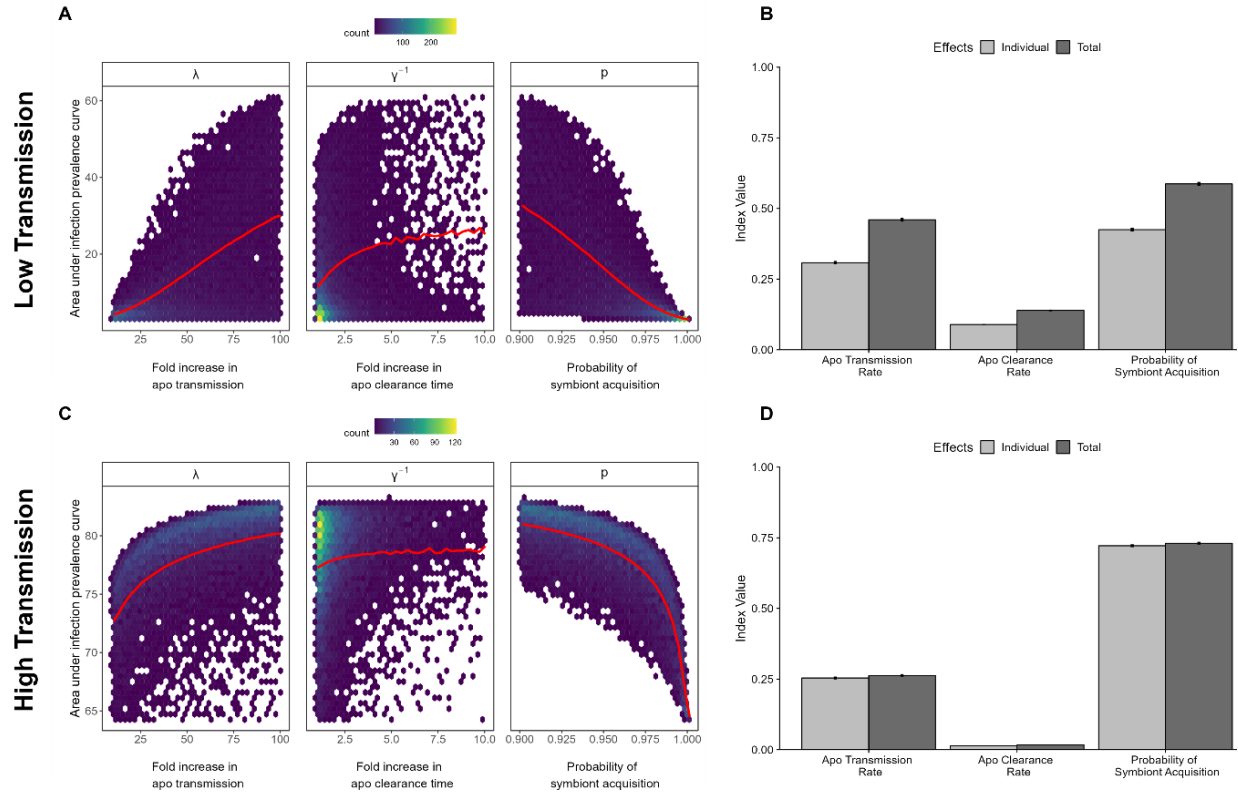 A
B
count
100 200
Effects Individual Total
Low Transmission
λ
γ⁻¹
p
Area under infection prevalence curve
60
40
20
25 50 75 100
2.5 5.0 7.5 10.0
0.900 0.925 0.950 0.975 1.000
Fold increase in
apo transmission
Fold increase in
apo clearance time
Probability of
symbiont acquisition
Index Value
1.00
0.75
0.50
0.25
0.00
Apo Transmission
Rate
Apo Clearance
Rate
Probability of
Symbiont Acquisition
C
D
count
30 60 90 120
Effects Individual Total
High Transmission
λ
γ⁻¹
p
Area under infection prevalence curve
80
75
70
65
25 50 75 100
2.5 5.0 7.5 10.0
0.900 0.925 0.950 0.975 1.000
Fold increase in
apo transmission
Fold increase in
apo clearance time
Probability of
symbiont acquisition
Index Value
1.00
0.75
0.50
0.25
0.00
Apo Transmission
Rate
Apo Clearance
Rate
Probability of
Symbiont Acquisition